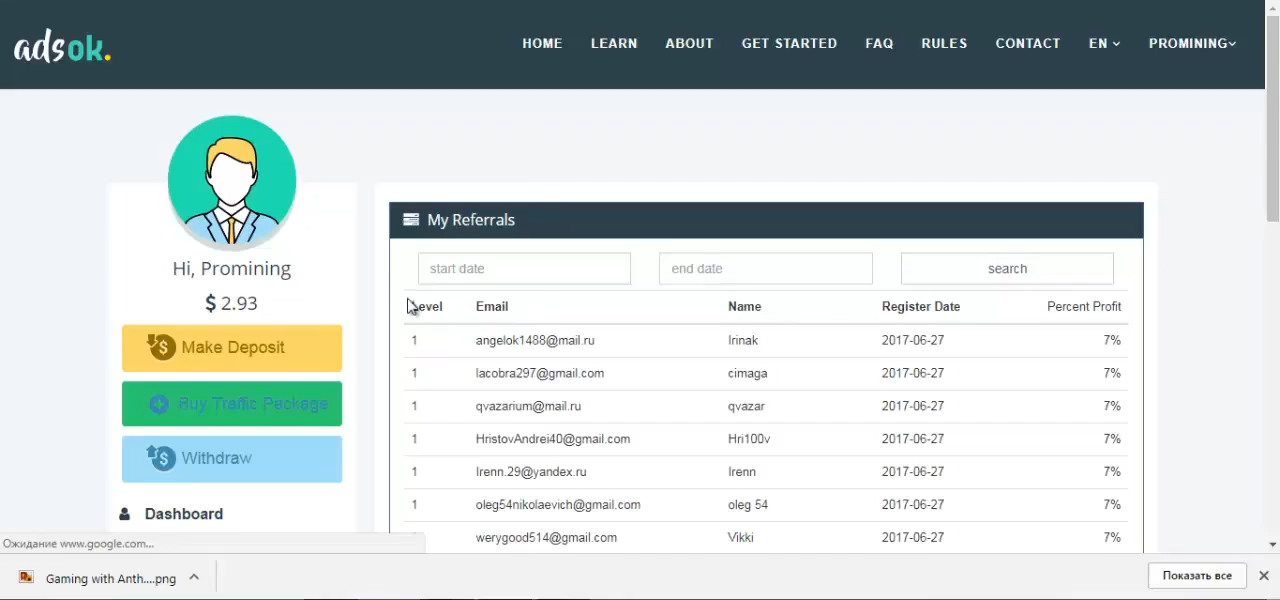 adsok.
HOME LEARN ABOUT GET STARTED FAQ RULES CONTACT EN PROMINING
Hi, Promining
$ 2.93
Make Deposit
Buy Traffic Package
Withdraw
Dashboard
My Referrals
start date end date search
Level Email Name Register Date Percent Profit
1 angelok1488@mail.ru Irinak 2017-06-27 7%
1 lacobra297@gmail.com cimaga 2017-06-27 7%
1 qvazarium@mail.ru qvazar 2017-06-27 7%
1 HristovAndrei40@gmail.com Hri100v 2017-06-27 7%
1 Irenn.29@yandex.ru Irenn 2017-06-27 7%
1 oleg54nikolaevich@gmail.com oleg 54 2017-06-27 7%
werygood514@gmail.com Vikki 2017-06-27 7%
Ожидание www.google.com...
Gaming with Anth....png
Показать все